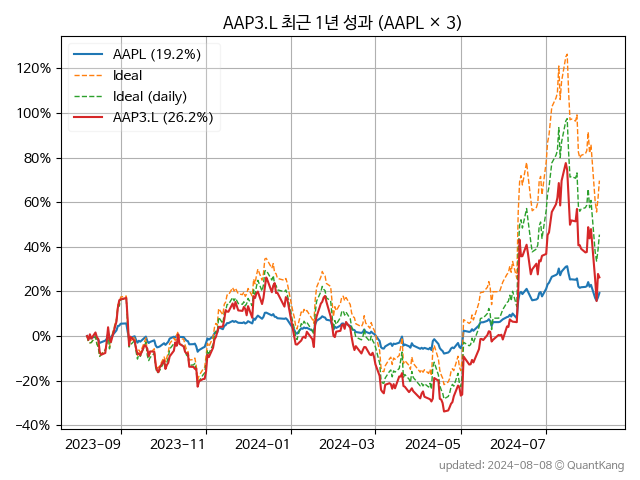 AAP3.L 최근 1년 성과 (AAPL × 3)
AAPL (19.2%)
Ideal
Ideal (daily)
AAP3.L (26.2%)
120%
100%
80%
60%
40%
20%
0%
−20%
−40%
2023-09
2023-11
2024-01
2024-03
2024-05
2024-07
updated: 2024-08-08 © QuantKang